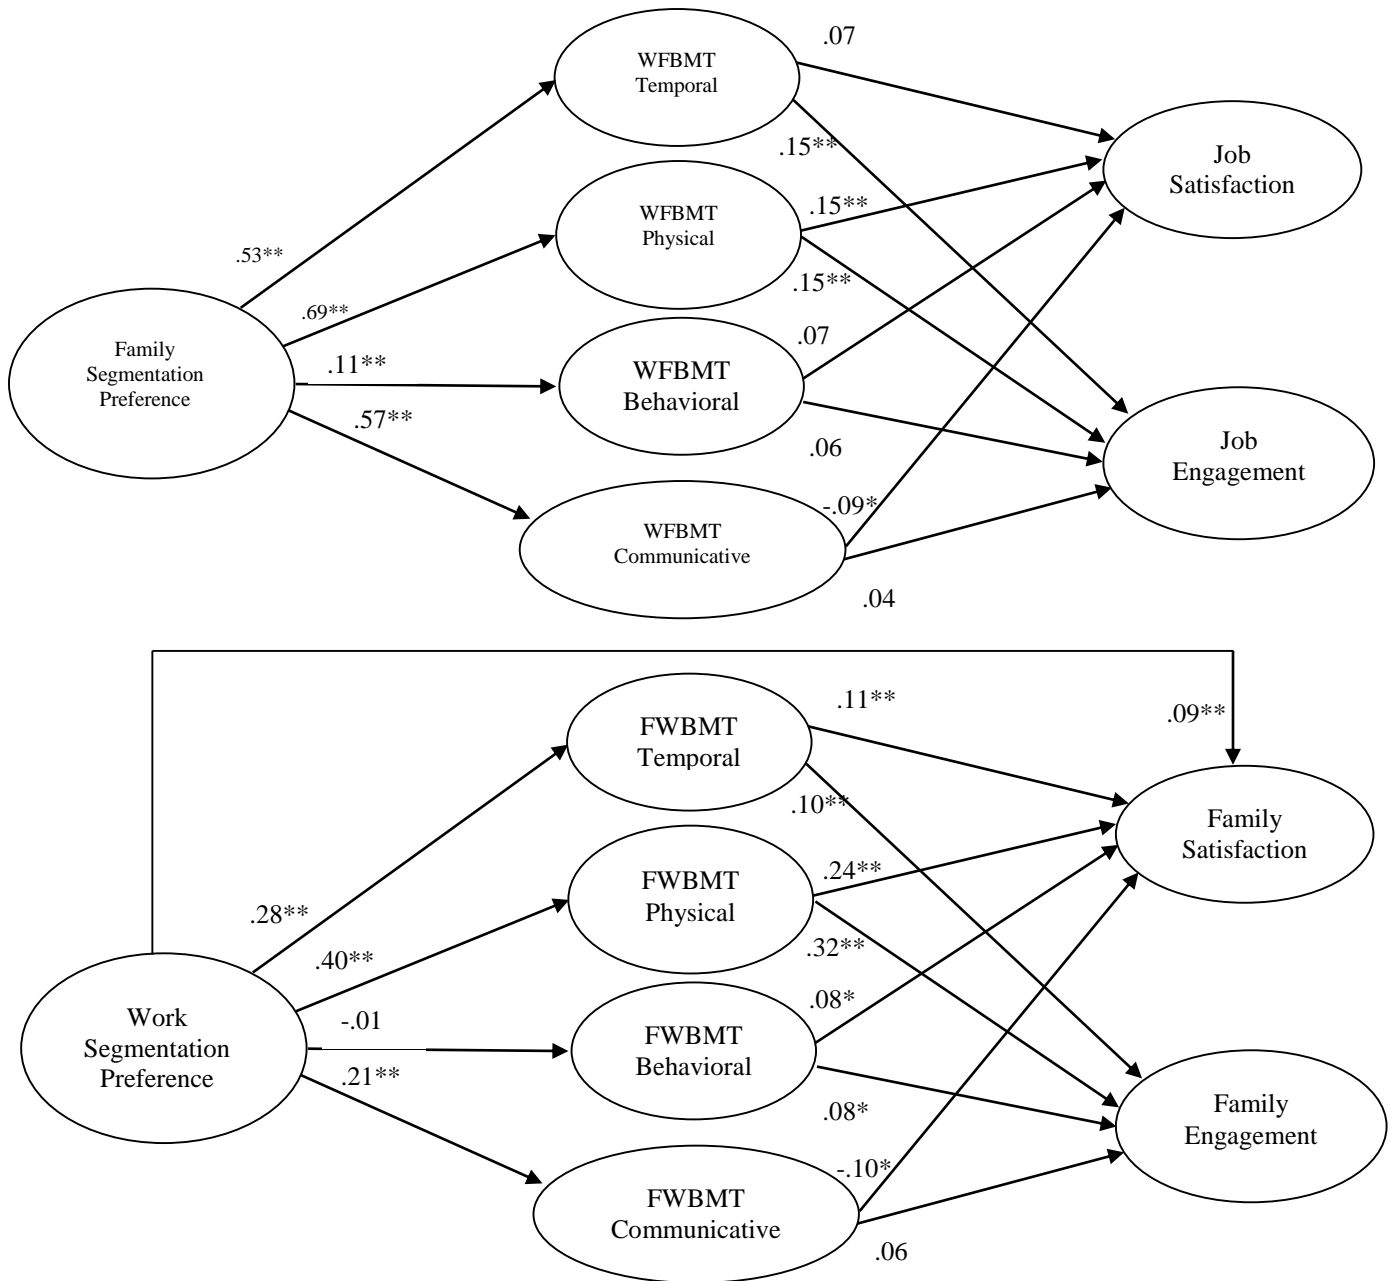 .07
WFBMT
Temporal
.15**
Job
Satisfaction
WFBMT
Physical
.15**
.53**
.15**
.69**
Family
Segmentation
Preference
.11**
WFBMT
Behavioral
.07
.57**
.06
Job
Engagement
-.09*
WFBMT
Communicative
.04
.11**
.09**
FWBMT
Temporal
.10**
Family
Satisfaction
FWBMT
Physical
.24**
.28**
.32**
.40**
.08*
Work
Segmentation
Preference
-.01
FWBMT
Behavioral
.21**
.08*
Family
Engagement
-.10*
FWBMT
Communicative
.06